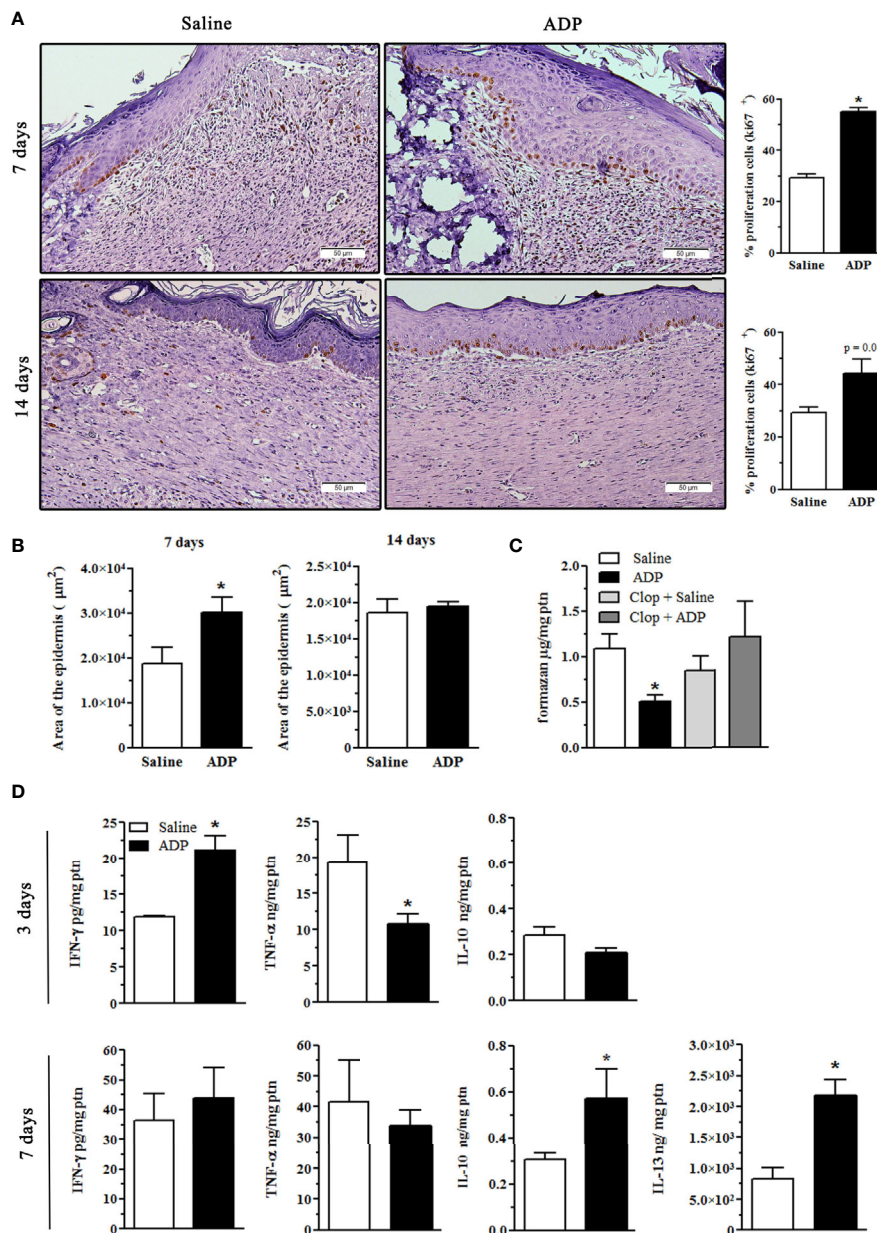 A
Saline
ADP
7 days
50 µm
50 µm
60
40
20
0
% proliferation cells (ki67 +)
*
Saline
ADP
14 days
50 µm
50 µm
60
40
20
0
% proliferation cells (ki67 +)
p = 0.0
Saline
ADP
B
7 days
Area of the epidermis ( µm²)
4.0×10⁴
3.0×10⁴
2.0×10⁴
1.0×10⁴
0
*
Saline
ADP
14 days
Area of the epidermis ( µm²)
2.5×10⁴
2.0×10⁴
1.5×10⁴
1.0×10⁴
5.0×10³
0
Saline
ADP
C
Saline
ADP
Clop + Saline
Clop + ADP
formazan µg/mg ptn
2.0
1.5
1.0
0.5
0.0
*
D
3 days
IFN-γ pg/mg ptn
25
20
15
10
5
0
Saline
ADP
*
TNF-α ng/mg ptn
25
20
15
10
5
0
*
IL-10 ng/mg ptn
0.8
0.6
0.4
0.2
0.0
7 days
IFN-γ pg/mg ptn
60
50
40
30
20
10
0
TNF-α ng/mg ptn
60
50
40
30
20
10
0
IL-10 ng/mg ptn
0.8
0.6
0.4
0.2
0.0
*
IL-13 ng/ mg ptn
3.0×10³
2.5×10³
2.0×10³
1.5×10³
1.0×10³
5.0×10²
0
*